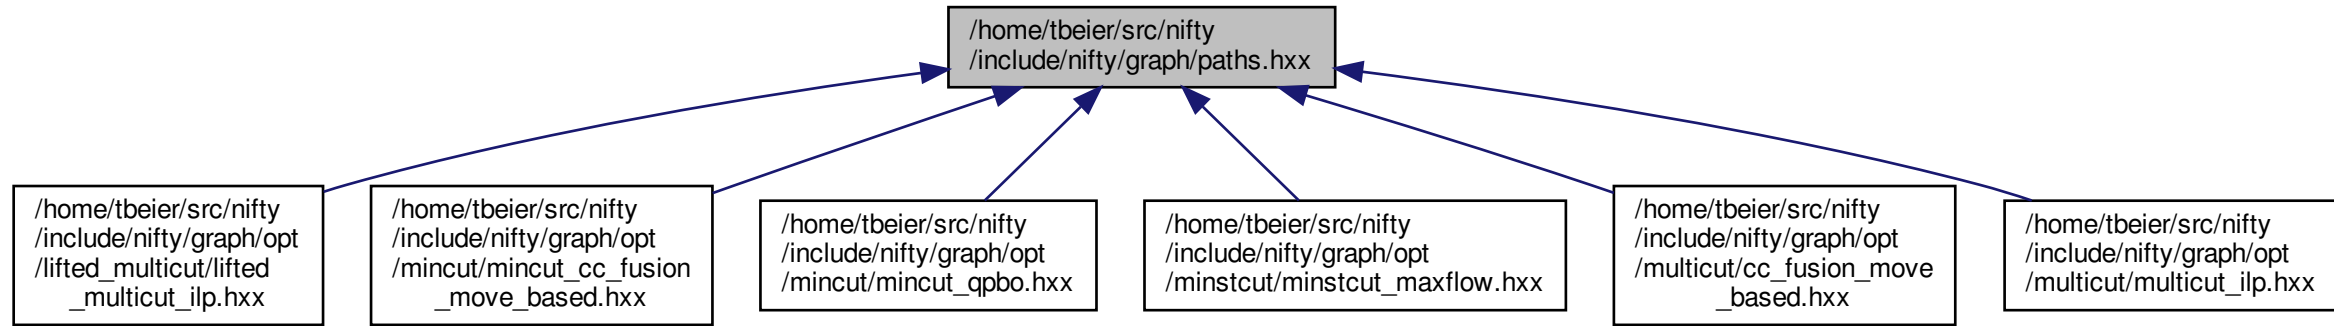 /home/tbeier/src/nifty
/include/nifty/graph/paths.hxx
/home/tbeier/src/nifty
/include/nifty/graph/opt
/lifted_multicut/lifted
_multicut_ilp.hxx
/home/tbeier/src/nifty
/include/nifty/graph/opt
/mincut/mincut_cc_fusion
_move_based.hxx
/home/tbeier/src/nifty
/include/nifty/graph/opt
/mincut/mincut_qpbo.hxx
/home/tbeier/src/nifty
/include/nifty/graph/opt
/minstcut/minstcut_maxflow.hxx
/home/tbeier/src/nifty
/include/nifty/graph/opt
/multicut/cc_fusion_move
_based.hxx
/home/tbeier/src/nifty
/include/nifty/graph/opt
/multicut/multicut_ilp.hxx